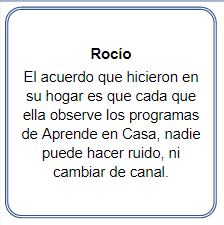 Rocío
El acuerdo que hicieron en
su hogar es que cada que
ella observe los programas
de Aprende en Casa, nadie
puede hacer ruido, ni
cambiar de canal.